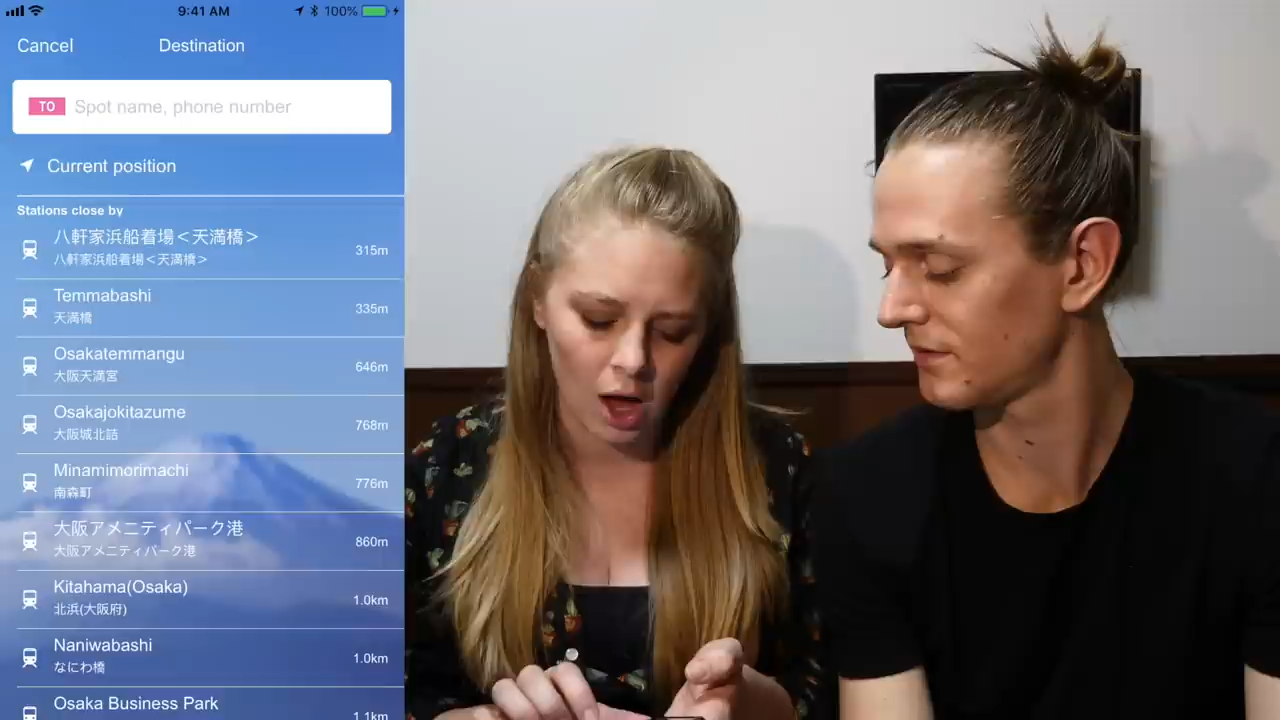 9:41 AM
100%
Cancel
Destination
TO Spot name, phone number
Current position
Stations close by
八軒家浜船着場<天満橋>
八軒家浜船着場<天満橋>
315m
Temmabashi
天満橋
335m
Osakatemmangu
大阪天満宮
646m
Osakajokitazume
大阪城北詰
768m
Minamimorimachi
南森町
776m
大阪アメニティパーク港
大阪アメニティパーク港
860m
Kitahama(Osaka)
北浜(大阪府)
1.0km
Naniwabashi
なにわ橋
1.0km
Osaka Business Park
1.1km